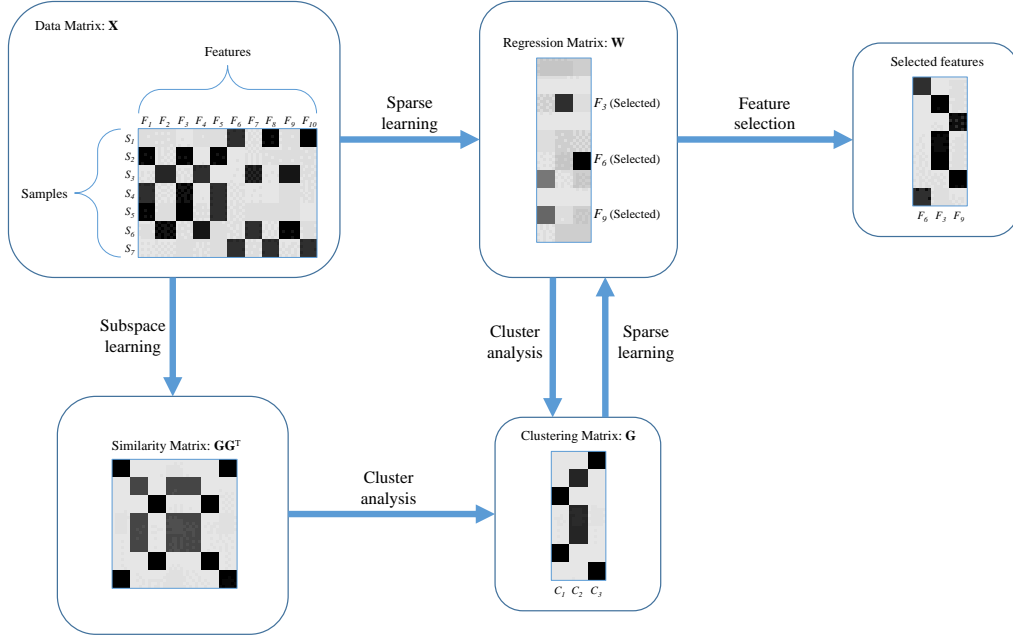 Data Matrix: X
Features
F1 F2 F3 F4 F5 F6 F7 F8 F9 F10
Samples
S1
S2
S3
S4
S5
S6
S7
Sparse
learning
Regression Matrix: W
F3 (Selected)
F6 (Selected)
F9 (Selected)
Feature
selection
Selected features
F6 F3 F9
Subspace
learning
Cluster
analysis
Sparse
learning
Similarity Matrix: GGᵀ
Cluster
analysis
Clustering Matrix: G
C1 C2 C3